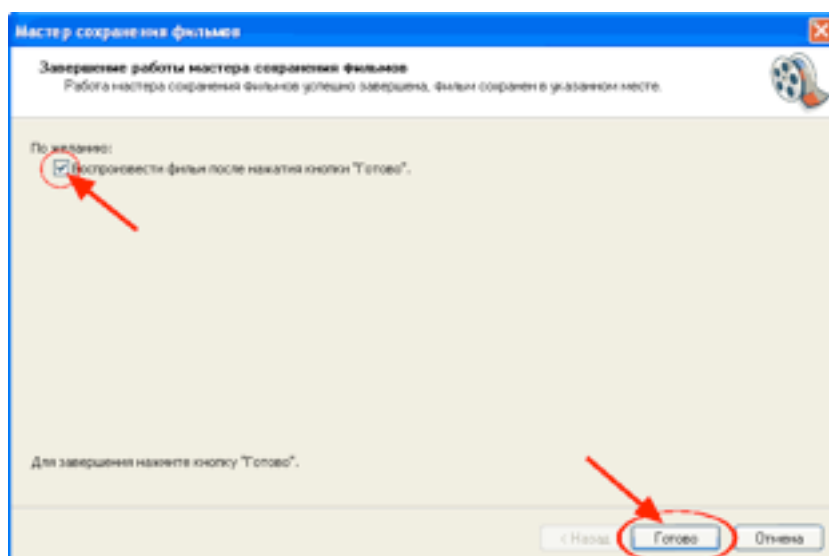 Мастер сохранения фильмов
Завершение работы мастера сохранения фильмов
Работа мастера сохранения фильмов успешно завершена, фильм сохранен в указанном месте.
По желанию:
Воспроизвести фильм после нажатия кнопки "Готово".
Для завершения нажмите кнопку "Готово".
< Назад
Готово
Отмена